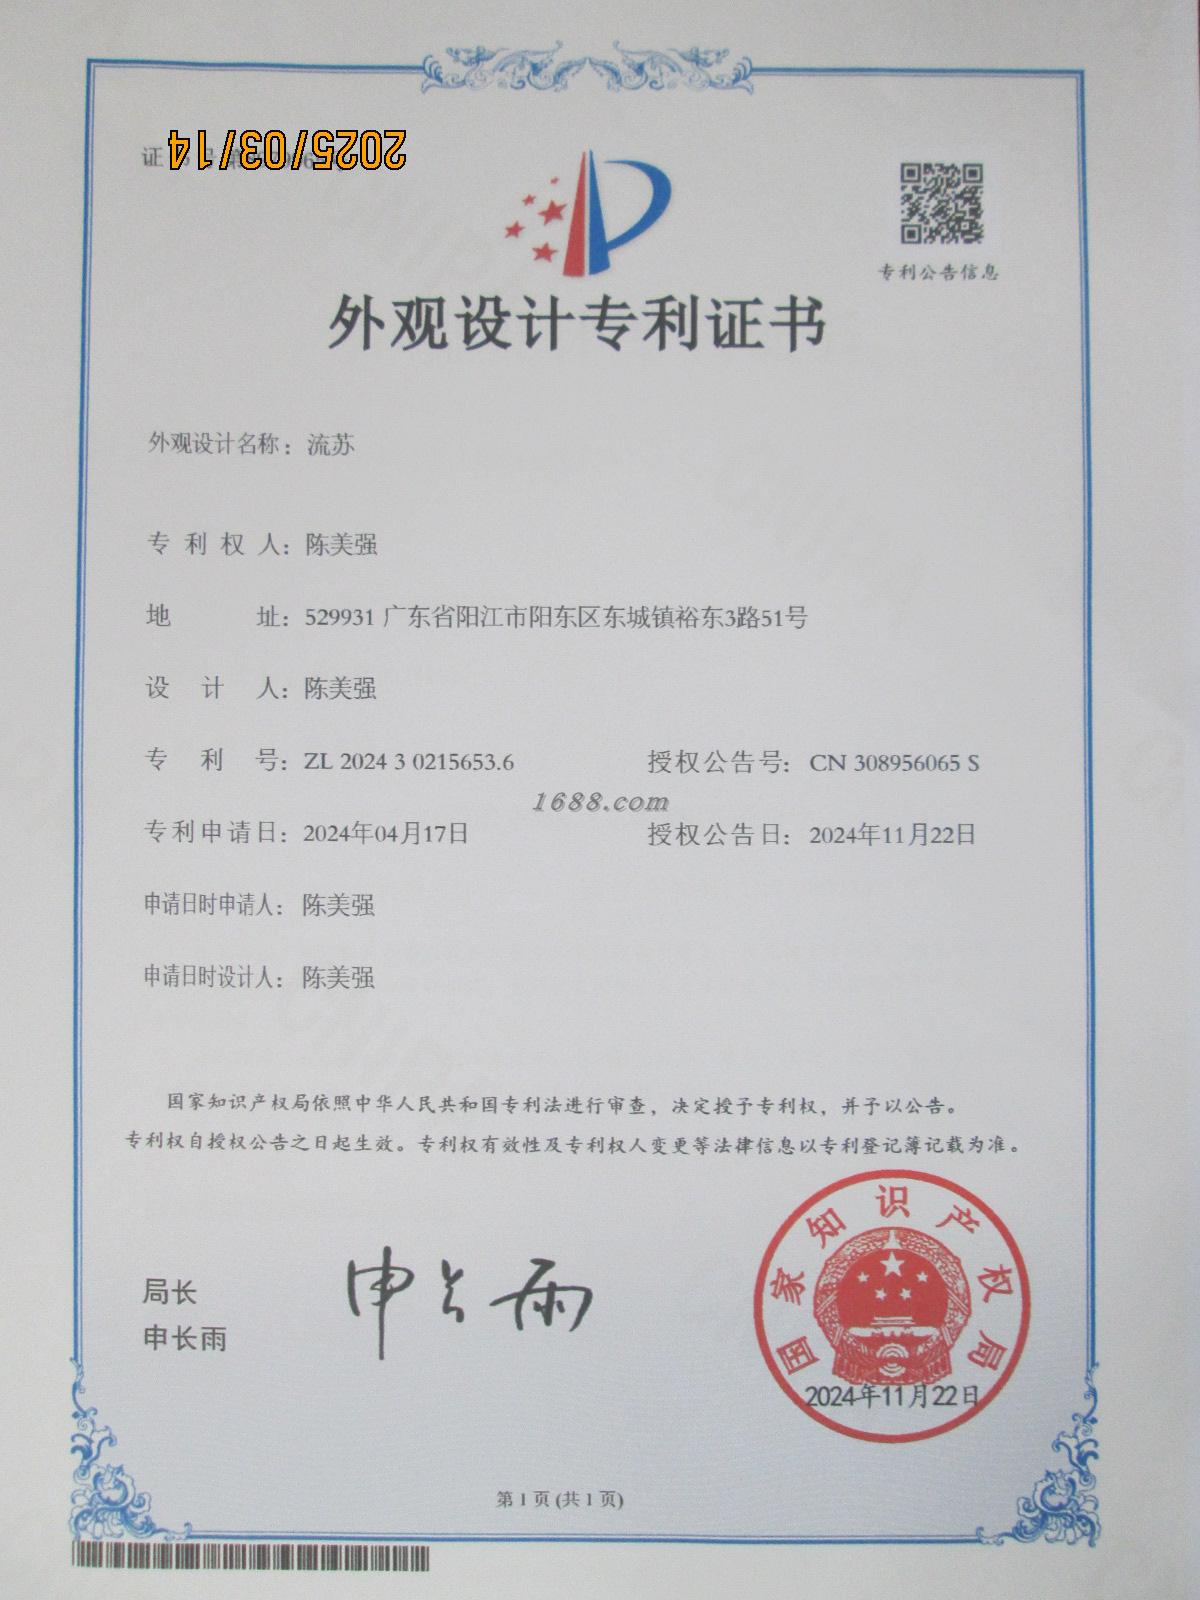 2025/03/14
证书号第
专利公告信息
外观设计专利证书
外观设计名称：流苏
专利权人：陈美强
地址：529931 广东省阳江市阳东区东城镇裕东3路51号
设计人：陈美强
专利号：ZL 2024 3 0215653.6 授权公告号：CN 308956065 S
1688.com
专利申请日：2024年04月17日 授权公告日：2024年11月22日
申请日时申请人：陈美强
申请日时设计人：陈美强
国家知识产权局依照中华人民共和国专利法进行审查，决定授予专利权，并予以公告。
专利权自授权公告之日起生效。专利权有效性及专利权人变更等法律信息以专利登记簿记载为准。
局长
申长雨
申长雨
国家知识产权局
2024年11月22日
第 1 页 (共 1 页)